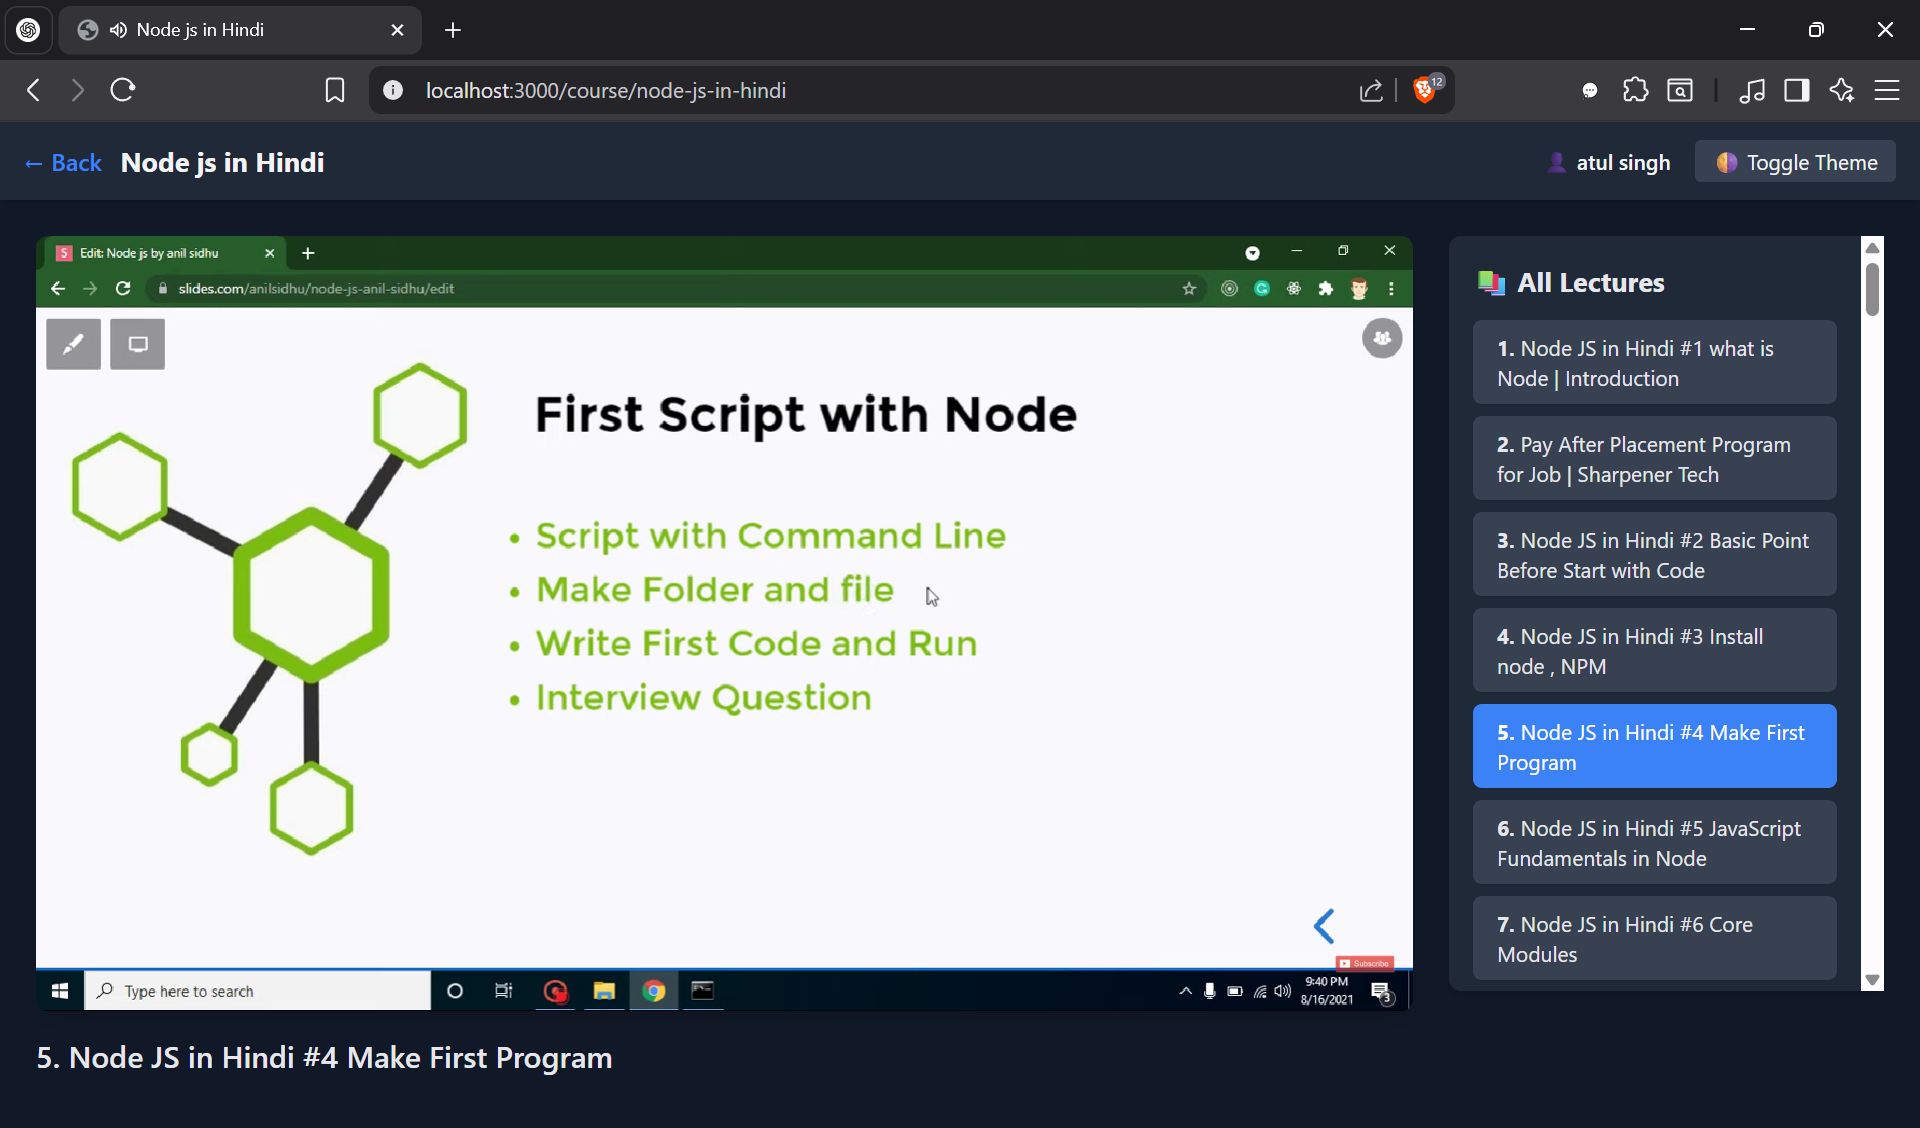 Node js in Hindi
localhost:3000/course/node-js-in-hindi
12
← Back
Node js in Hindi
atul singh
Toggle Theme
S
Edit: Node js by anil sidhu
slides.com/anilsidhu/node-js-anil-sidhu/edit
First Script with Node
• Script with Command Line
• Make Folder and file
• Write First Code and Run
• Interview Question
Subscribe
Type here to search
9:40 PM
8/16/2021
3
5. Node JS in Hindi #4 Make First Program
All Lectures
1. Node JS in Hindi #1 what is
Node | Introduction
2. Pay After Placement Program
for Job | Sharpener Tech
3. Node JS in Hindi #2 Basic Point
Before Start with Code
4. Node JS in Hindi #3 Install
node , NPM
5. Node JS in Hindi #4 Make First
Program
6. Node JS in Hindi #5 JavaScript
Fundamentals in Node
7. Node JS in Hindi #6 Core
Modules